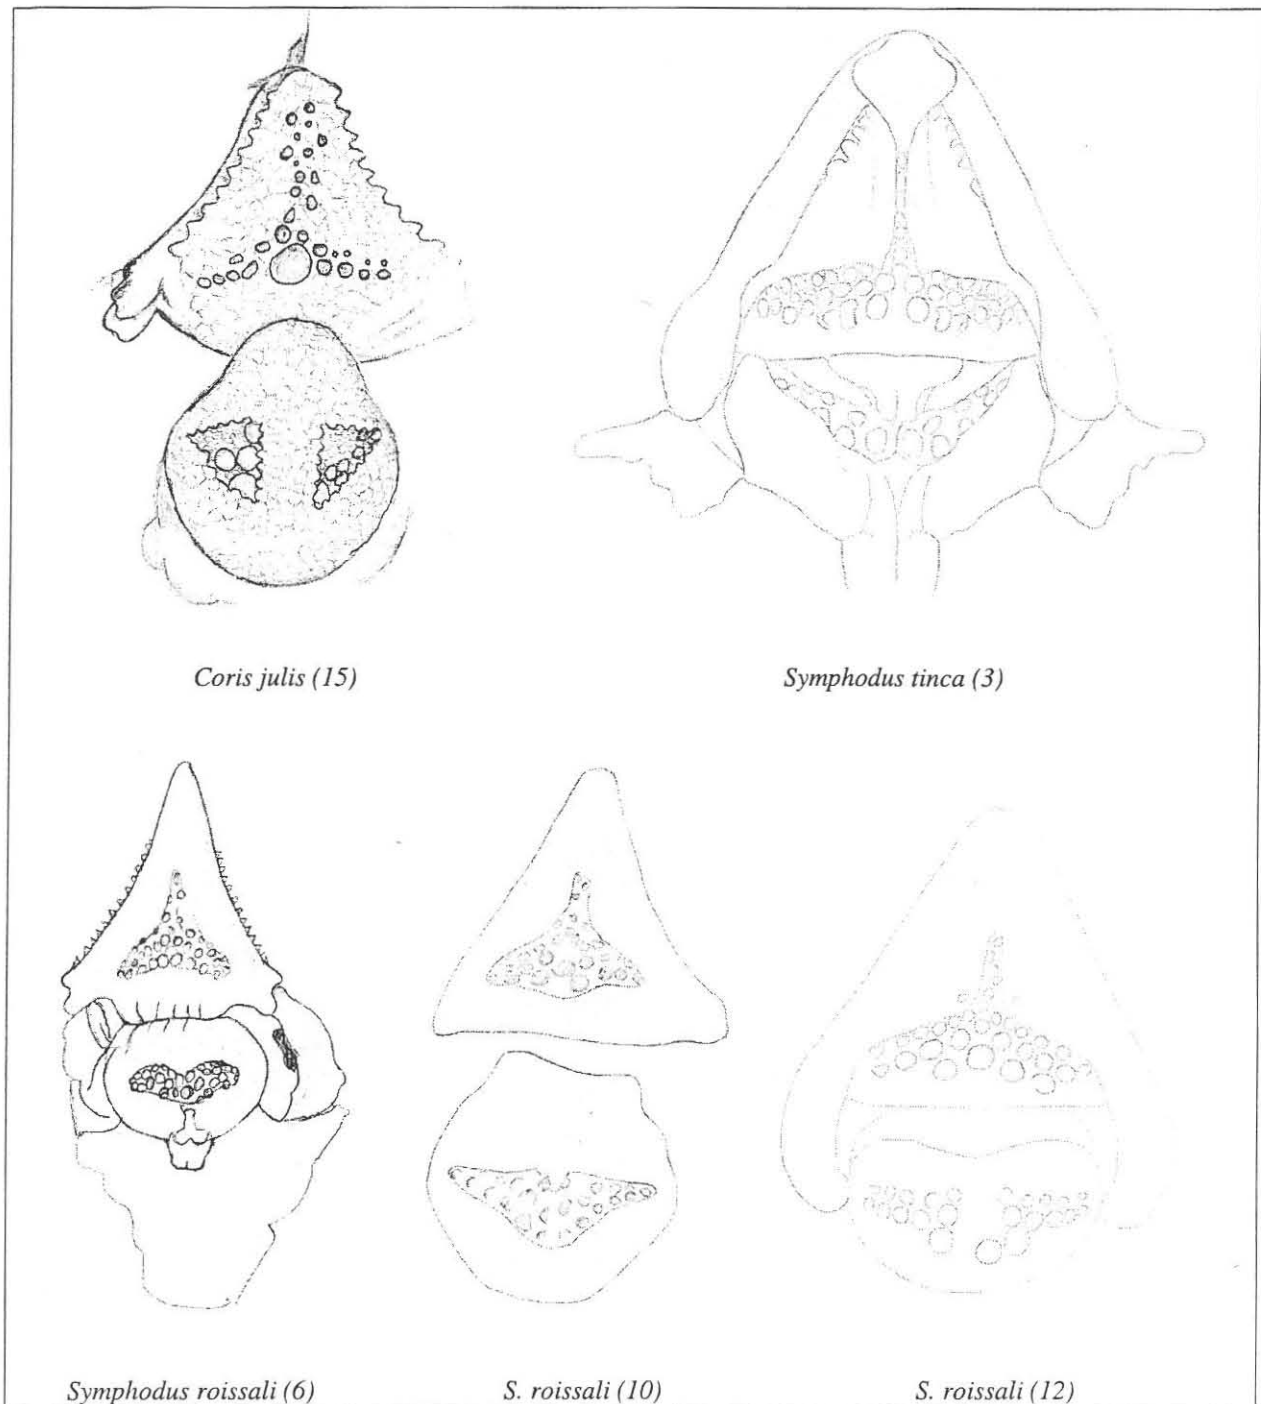 Coris julis (15)
Symphodus tinca (3)
Symphodus roissali (6)
S. roissali (10)
S. roissali (12)